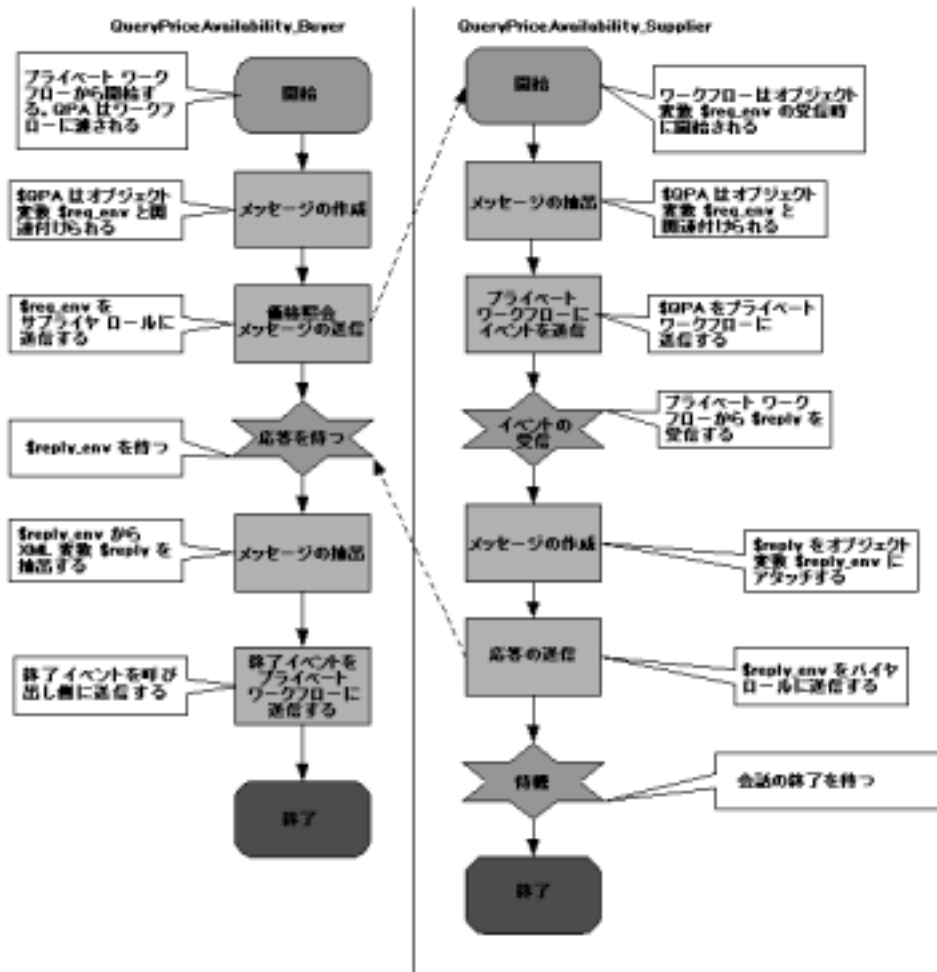 QueryPriceAvailability_Buyer
プライベート ワーク
フローから開始す
る。QPA はワークフ
ローに渡される
開始
$QPA はオブジェクト
変数 $req_env と関
連付けられる
メッセージの作成
$req_env を
サプライヤ ロールに
送信する
価格照会
メッセージの送信
$reply_env を待つ
応答を待つ
$reply_env から
XML 変数 $reply を
抽出する
メッセージの抽出
終了イベントを呼び
出し側に送信する
終了イベントを
プライベート
ワークフローに
送信する
終了
QueryPriceAvailability_Supplier
開始
ワークフローはオブジェクト
変数 $req_env の受信時
に開始される
メッセージの抽出
$QPA はオブジェクト
変数 $req_env と
関連付けられる
プライベート
ワークフローに
イベントを送信
$QPA をプライベート
ワークフローに
送信する
イベントの
受信
プライベート ワーク
フローから $reply を
受信する
メッセージの作成
$reply をオブジェクト
変数 $reply_env に
アタッチする
応答の送信
$reply_env をバイヤ
ロールに送信する
待機
会話の終了を待つ
終了